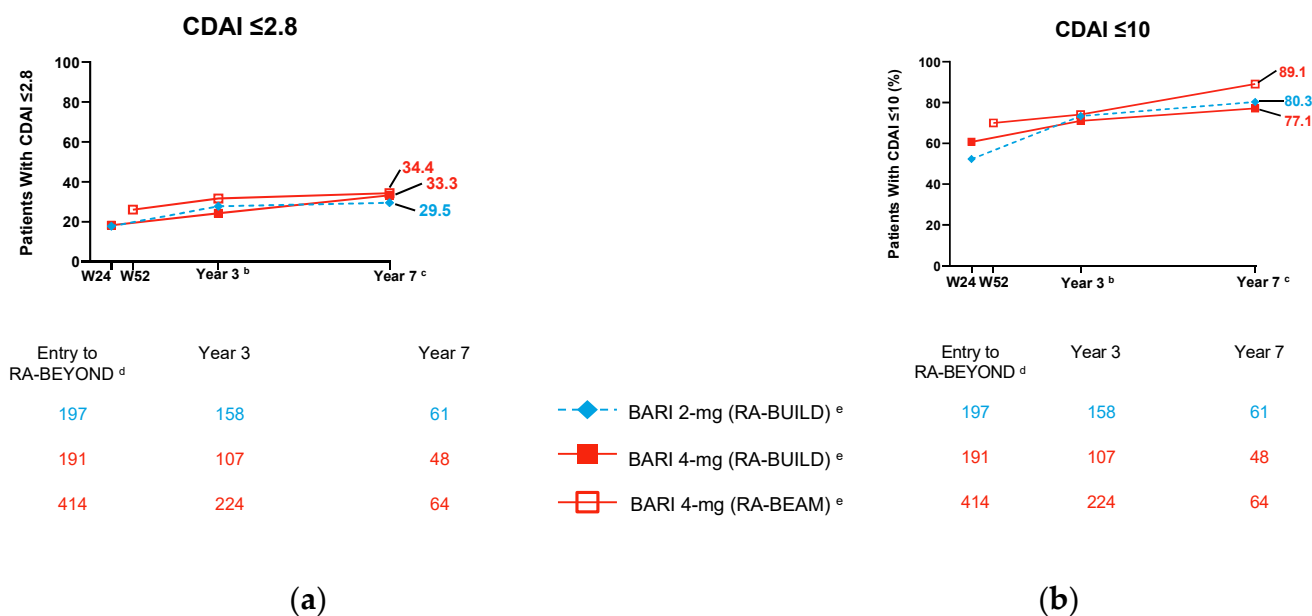 CDAI ≤2.8
Patients With CDAI ≤2.8
100
80
60
40
20
0
34.4
33.3
29.5
W24 W52 Year 3 b Year 7 c
Entry to
RA-BEYOND d
Year 3
Year 7
197 158 61
191 107 48
414 224 64
(a)
BARI 2-mg (RA-BUILD) e
BARI 4-mg (RA-BUILD) e
BARI 4-mg (RA-BEAM) e
CDAI ≤10
Patients With CDAI ≤10 (%)
100
80
60
40
20
0
89.1
80.3
77.1
W24 W52 Year 3 b Year 7 c
Entry to
RA-BEYOND d
Year 3
Year 7
197 158 61
191 107 48
414 224 64
(b)